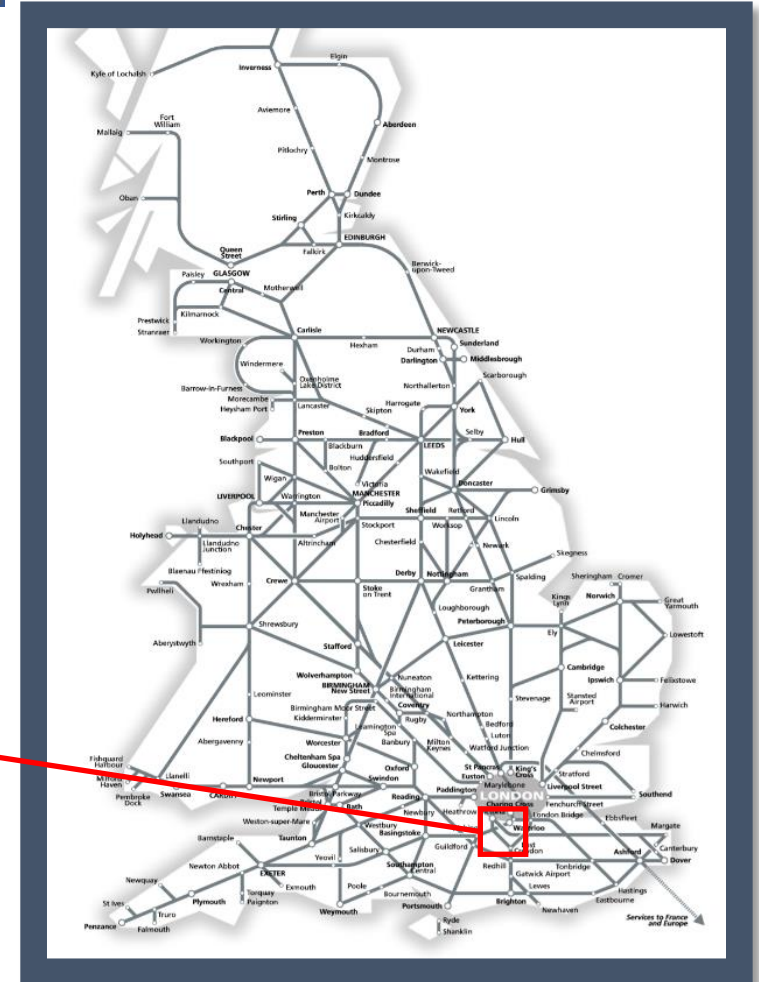 Elgin
Inverness
Kyle of Lochalsh
Aviemore
Fort
William
Aberdeen
Mallaig
Pitlochry
Montrose
Perth
Dundee
Oban
Kirkcaldy
Stirling
EDINBURGH
Queen
Street
Falkirk
Berwick-
upon-Tweed
Paisley
GLASGOW
Central
Motherwell
Kilmarnock
Prestwick
Stranraer
Carlisle
NEWCASTLE
Workington
Hexham
Sunderland
Durham
Darlington
Middlesbrough
Windermere
Scarborough
Oxenholme
Lake District
Barrow-in-Furness
Northallerton
Morecambe
Heysham Port
Lancaster
Harrogate
York
Skipton
Preston
Bradford
Selby
Blackpool
Blackburn
LEEDS
Hull
Huddersfield
Southport
Bolton
Wakefield
Wigan
Victoria
Doncaster
MANCHESTER
Piccadilly
Grimsby
LIVERPOOL
Warrington
Manchester
Airport
Sheffield
Retford
Llandudno
Stockport
Worksop
Lincoln
Holyhead
Chester
Llandudno
Junction
Altrincham
Chesterfield
Newark
Skegness
Blaenau Ffestiniog
Derby
Nottingham
Spalding
Sheringham
Cromer
Pwllheli
Wrexham
Crewe
Stoke
on Trent
Grantham
Kings
Lynn
Norwich
Great
Yarmouth
Loughborough
Peterborough
Shrewsbury
Ely
Lowestoft
Aberystwyth
Stafford
Leicester
Wolverhampton
Cambridge
BIRMINGHAM
New Street
Nuneaton
Kettering
Ipswich
Felixstowe
Birmingham
International
Leominster
Stevenage
Stansted
Airport
Harwich
Birmingham Moor Street
Coventry
Hereford
Kidderminster
Rugby
Northampton
Colchester
Leamington
Spa
Bedford
Abergavenny
Worcester
Banbury
Milton
Keynes
Luton
Watford Junction
Chelmsford
Cheltenham Spa
Fishguard
Harbour
Gloucester
Oxford
St Pancras
King's
Cross
Euston
Stratford
Llanelli
Milford
Haven
Newport
Swindon
Marylebone
Liverpool Street
Pembroke
Dock
Swansea
Paddington
LONDON
Southend
Bristol Parkway
Reading
Charing Cross
Fenchurch Street
Temple Meads
Bath
Newbury
Heathrow
London Bridge
Ebbsfleet
Weston-super-Mare
Westbury
Basingstoke
Waterloo
Margate
Barnstaple
Taunton
Salisbury
Guildford
Croydon
Canterbury
Newton Abbot
Yeovil
Southampton
Central
Redhill
Tonbridge
Ashford
Dover
EXETER
Gatwick Airport
Newquay
Exmouth
Poole
Lewes
Hastings
Torquay
Paignton
Bournemouth
Eastbourne
St Ives
Plymouth
Weymouth
Portsmouth
Brighton
Newhaven
Truro
Ryde
Services to France
and Europe
Penzance
Falmouth
Shanklin